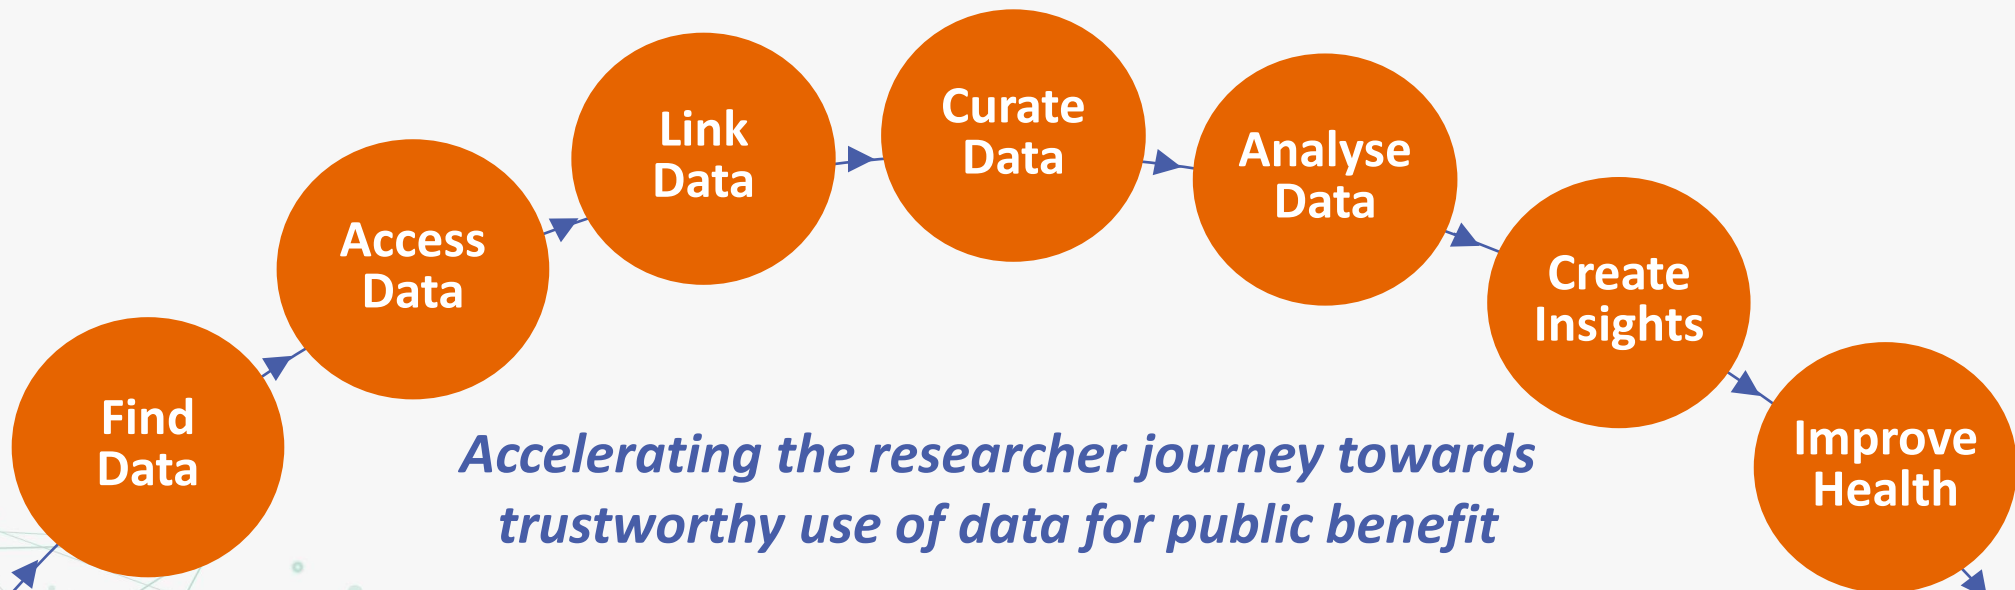 Find
Data
Access
Data
Link
Data
Curate
Data
Analyse
Data
Create
Insights
Improve
Health
Accelerating the researcher journey towards
trustworthy use of data for public benefit